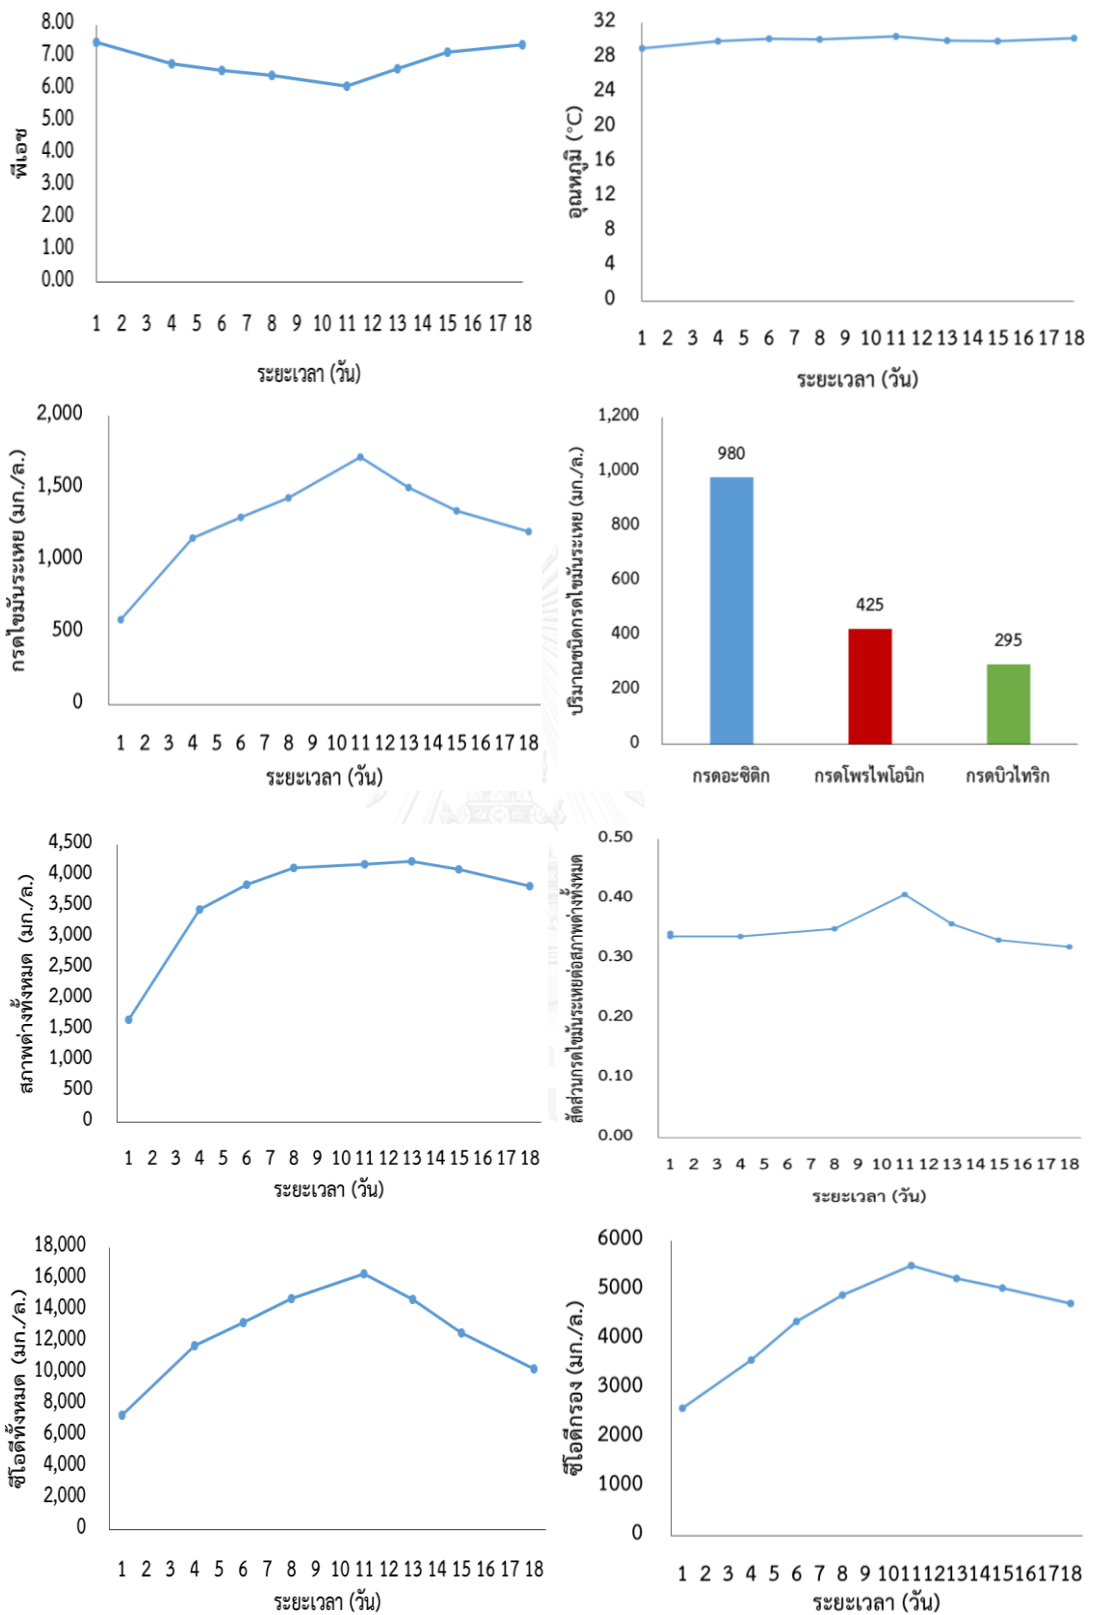 พีเอช
8.00
7.00
6.00
5.00
4.00
3.00
2.00
1.00
0.00
1 2 3 4 5 6 7 8 9 10 11 12 13 14 15 16 17 18
ระยะเวลา (วัน)
อุณหภูมิ (°C)
32
28
24
20
16
12
8
4
0
1 2 3 4 5 6 7 8 9 10 11 12 13 14 15 16 17 18
ระยะเวลา (วัน)
กรดไขมันระเหย (มก./ล.)
2,000
1,500
1,000
500
0
1 2 3 4 5 6 7 8 9 10 11 12 13 14 15 16 17 18
ระยะเวลา (วัน)
ปริมาณชนิดกรดไขมันระเหย (มก./ล.)
1,200
1,000
800
600
400
200
0
980
425
295
กรดอะซิติก กรดโพรไพโอนิก กรดบิวไทริก
สภาพด่างทั้งหมด (มก./ล.)
4,500
4,000
3,500
3,000
2,500
2,000
1,500
1,000
500
0
1 2 3 4 5 6 7 8 9 10 11 12 13 14 15 16 17 18
ระยะเวลา (วัน)
สัดส่วนกรดไขมันระเหยต่อสภาพด่างทั้งหมด
0.50
0.40
0.30
0.20
0.10
0.00
1 2 3 4 5 6 7 8 9 10 11 12 13 14 15 16 17 18
ระยะเวลา (วัน)
ซีโอดีทั้งหมด (มก./ล.)
18,000
16,000
14,000
12,000
10,000
8,000
6,000
4,000
2,000
0
1 2 3 4 5 6 7 8 9 10 11 12 13 14 15 16 17 18
ระยะเวลา (วัน)
ซีโอดีกรอง (มก./ล.)
6000
5000
4000
3000
2000
1000
0
1 2 3 4 5 6 7 8 9 10 11 12 13 14 15 16 17 18
ระยะเวลา (วัน)